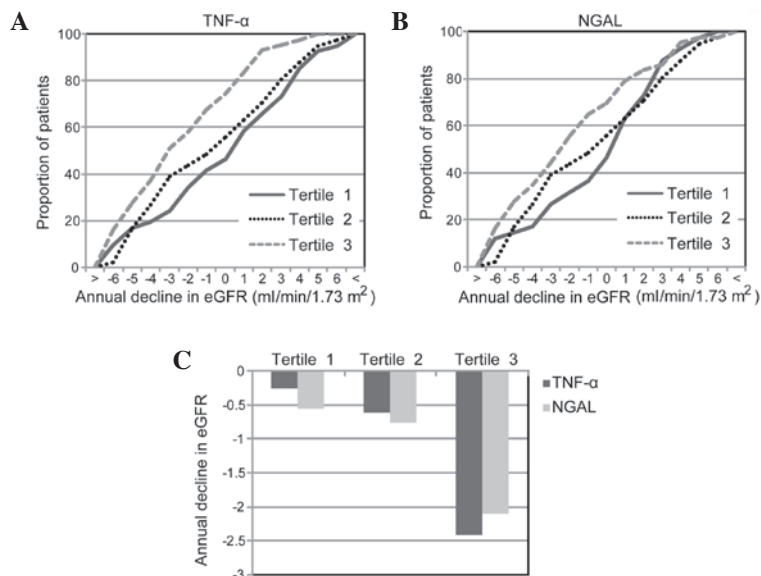 A
TNF-α
Proportion of patients
100
80
60
40
20
0
Tertile 1
Tertile 2
Tertile 3
> -6 -5 -4 -3 -2 -1 0 1 2 3 4 5 6 <
Annual decline in eGFR (ml/min/1.73 m²)
B
NGAL
Proportion of patients
100
80
60
40
20
0
Tertile 1
Tertile 2
Tertile 3
> -6 -5 -4 -3 -2 -1 0 1 2 3 4 5 6 <
Annual decline in eGFR (ml/min/1.73 m²)
C
Tertile 1 Tertile 2 Tertile 3
Annual decline in eGFR
0
-0.5
-1
-1.5
-2
-2.5
-3
TNF-α
NGAL